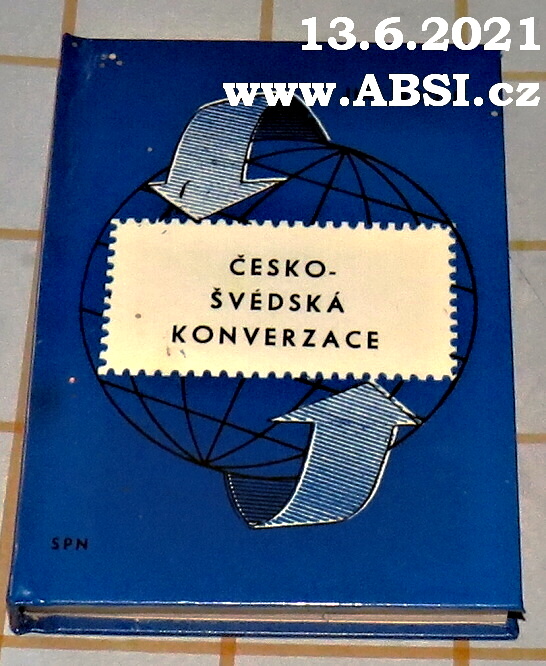 13.6.2021
www.ABSI.cz
ČESKO-
ŠVÉDSKÁ
KONVERZACE
SPN